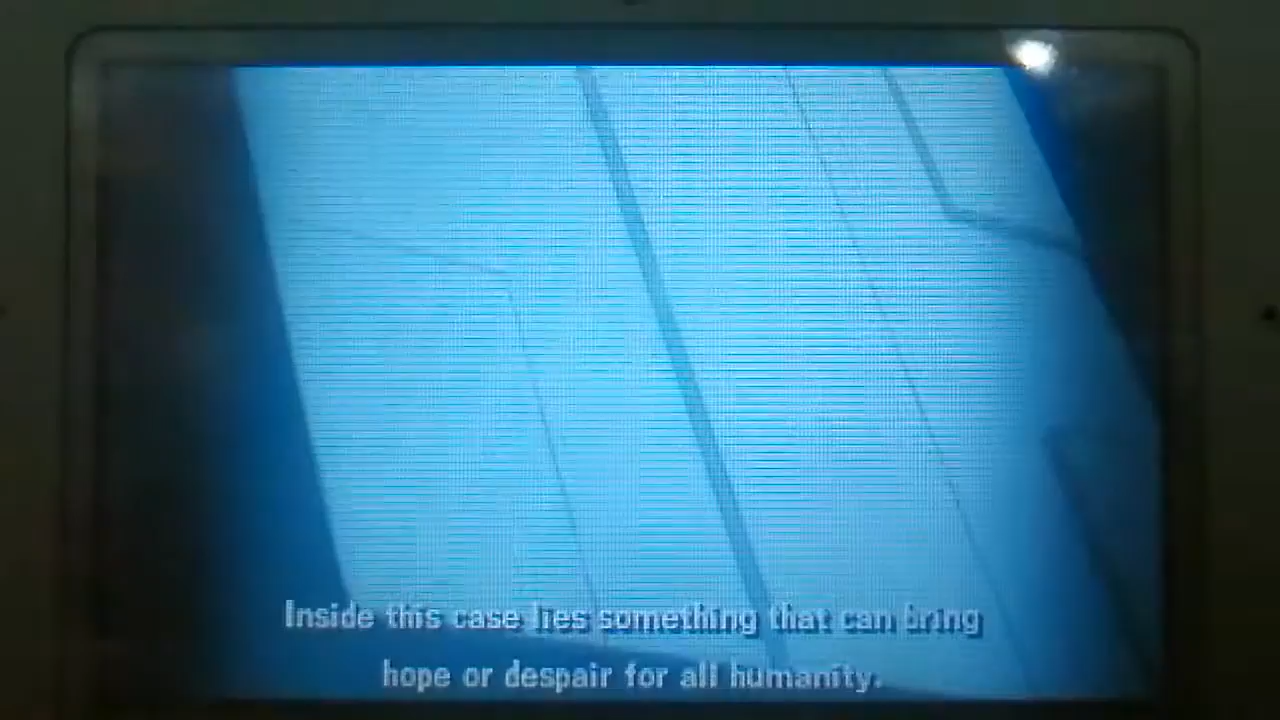 Inside this case lies something that can bring
hope or despair for all humanity.